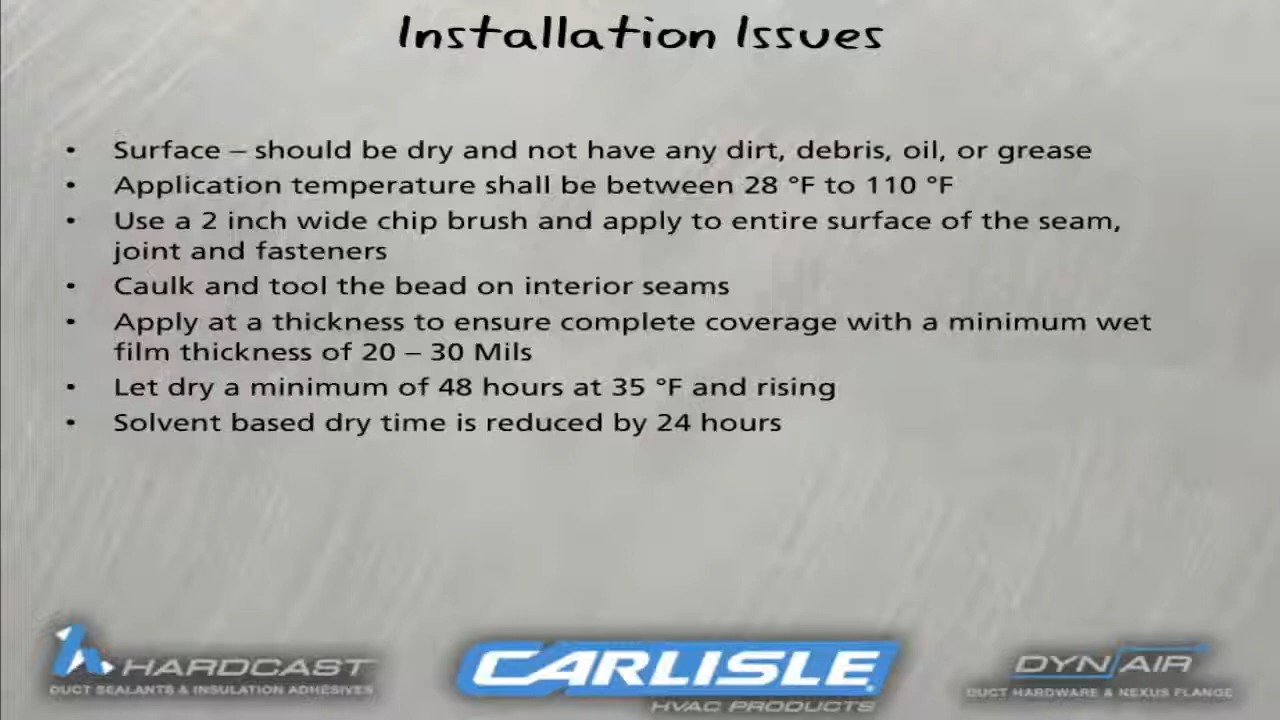 Installation Issues
• Surface – should be dry and not have any dirt, debris, oil, or grease
• Application temperature shall be between 28 °F to 110 °F
• Use a 2 inch wide chip brush and apply to entire surface of the seam,
joint and fasteners
• Caulk and tool the bead on interior seams
• Apply at a thickness to ensure complete coverage with a minimum wet
film thickness of 20 – 30 Mils
• Let dry a minimum of 48 hours at 35 °F and rising
• Solvent based dry time is reduced by 24 hours
HARDCAST
DUCT SEALANTS & INSULATION ADHESIVES
CARLISLE®
HVAC PRODUCTS
DYN/AIR
DUCT HARDWARE & NEXUS FLANGE